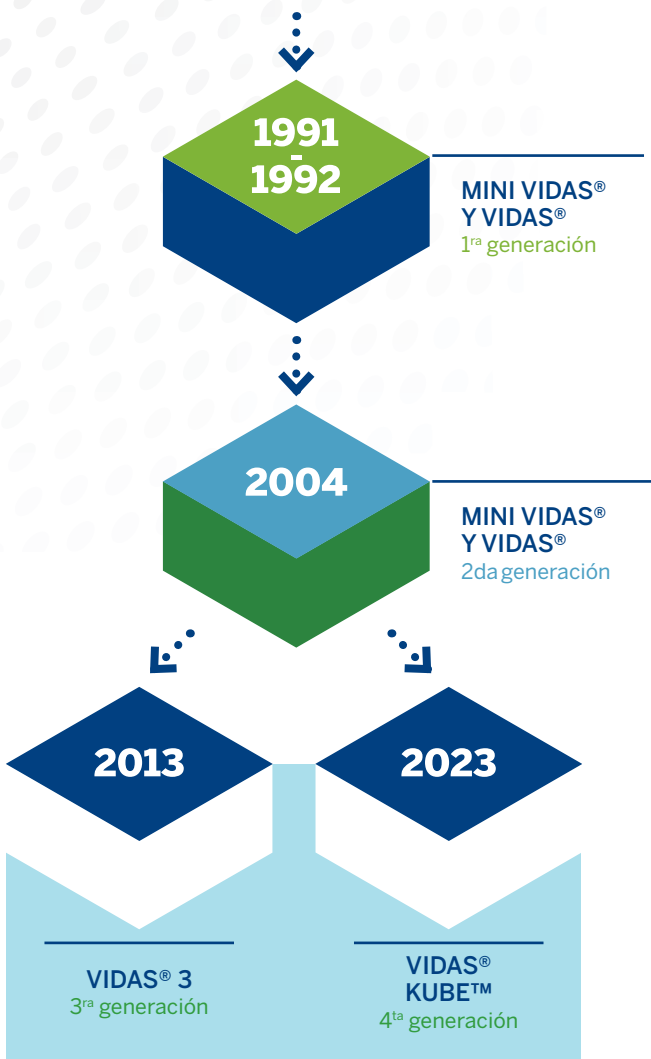 1991
-
1992
MINI VIDAS®
Y VIDAS®
1ra generación
2004
MINI VIDAS®
Y VIDAS®
2da generación
2013
2023
VIDAS® 3
3ra generación
VIDAS®
KUBE™
4ta generación